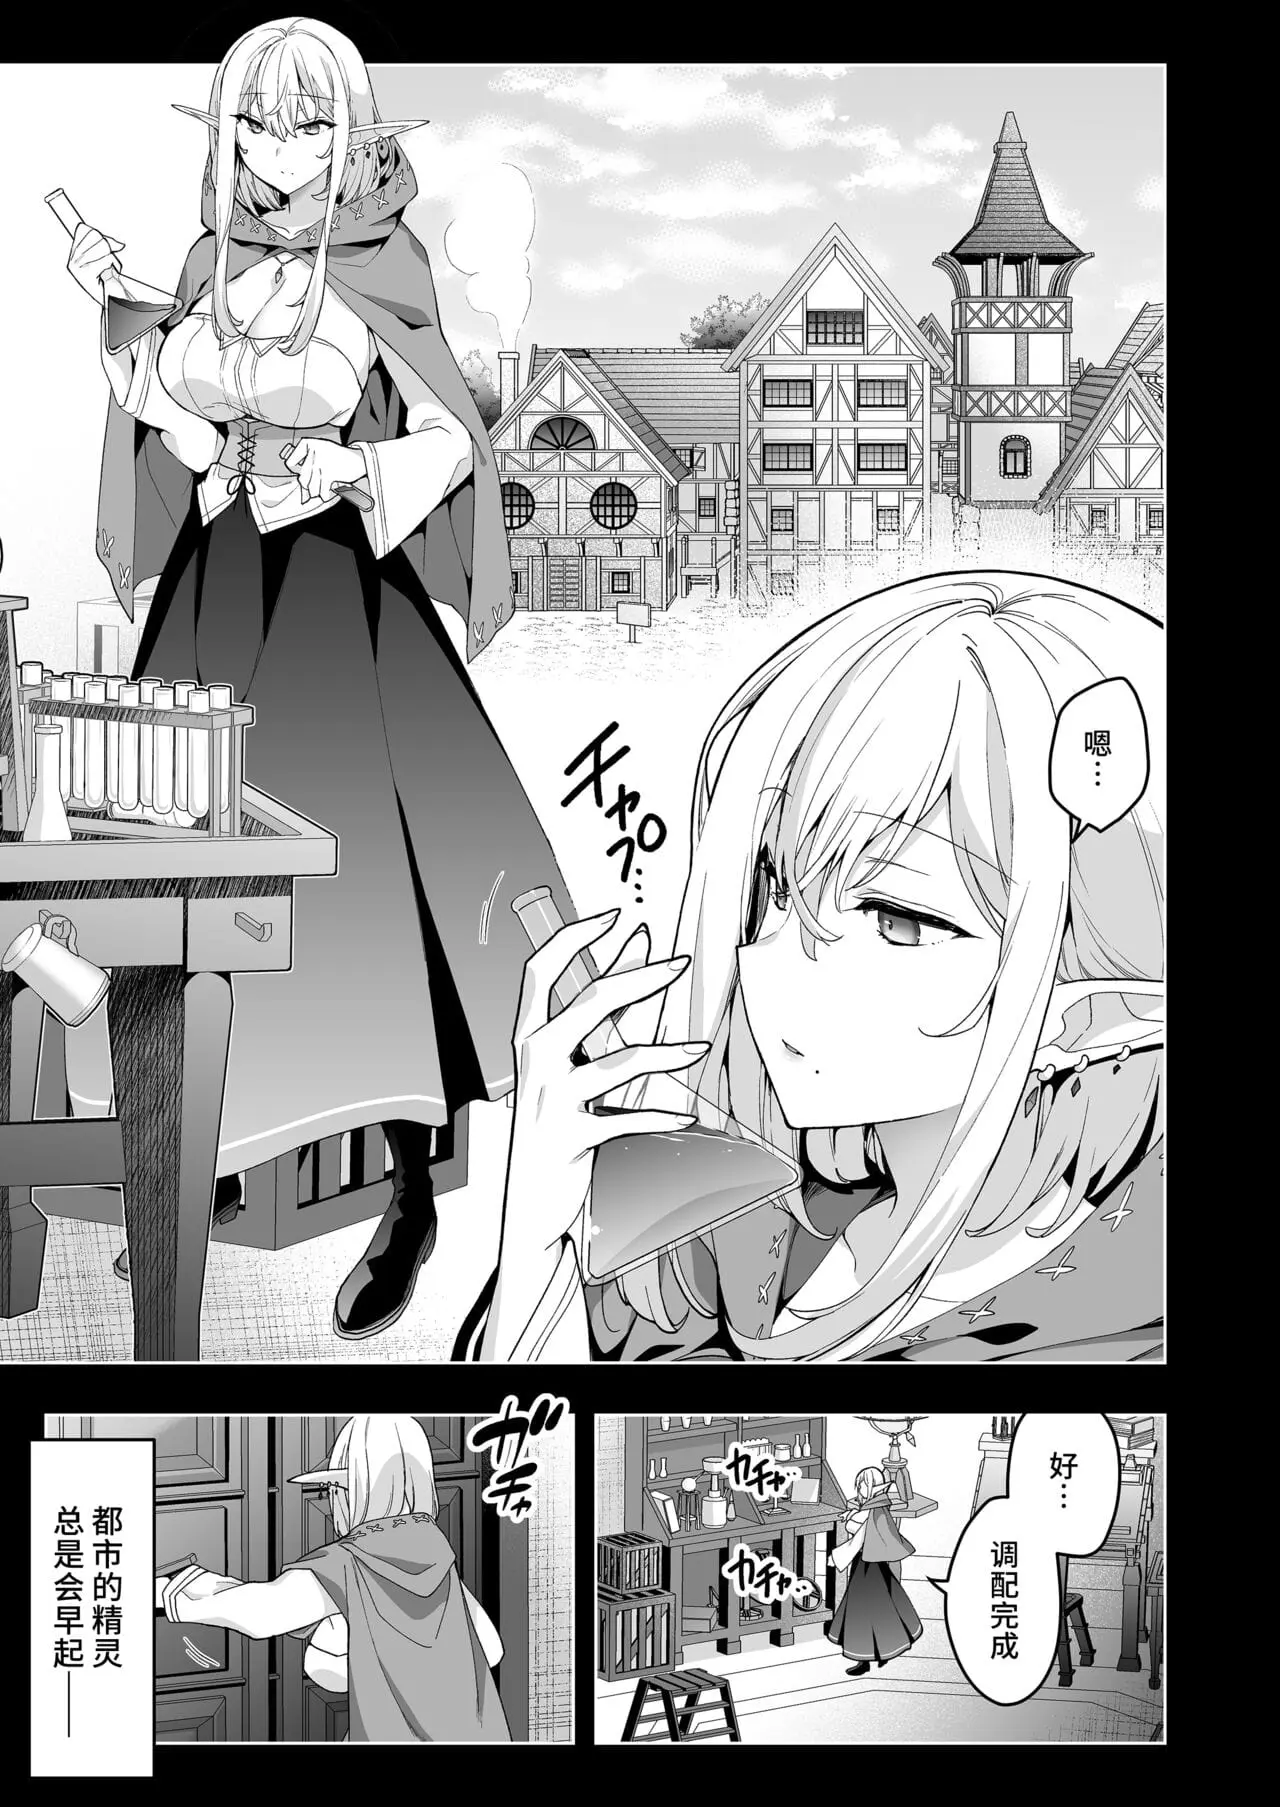 嗯…
チャプ…
好…
调配完成
カチャ…
カチャ…
ガチャ
都市的精灵
总是会早起——